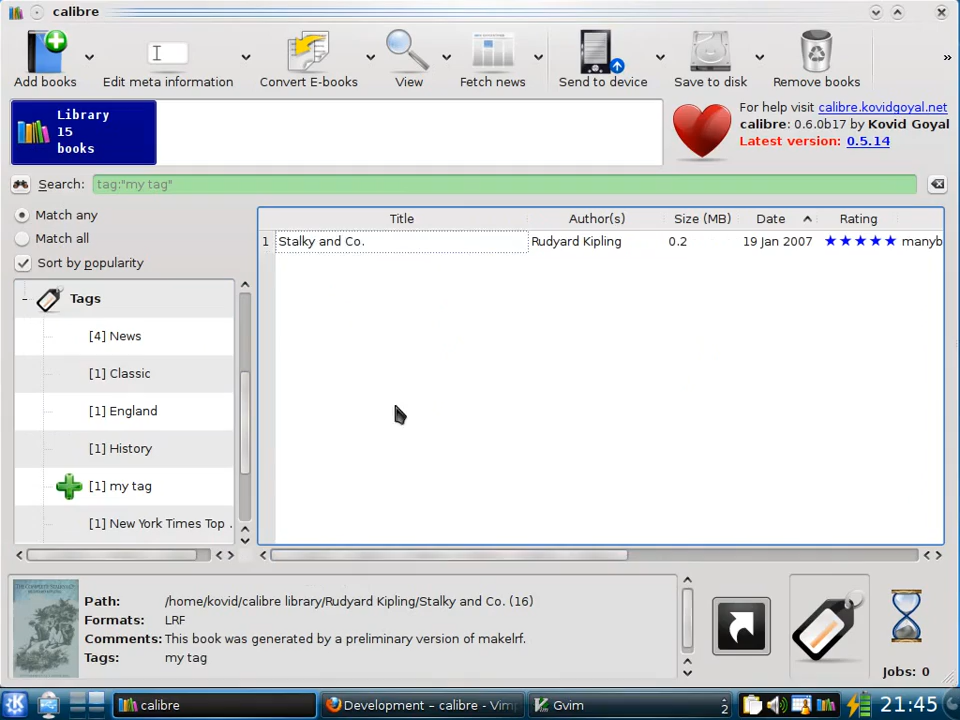 calibre
Add books
Edit meta information
Convert E-books
View
Fetch news
Send to device
Save to disk
Remove books
»
Library
15
books
For help visit calibre.kovidgoyal.net
calibre: 0.6.0b17 by Kovid Goyal
Latest version: 0.5.14
Search: tag:"my tag"
Match any
Match all
Sort by popularity
Title Author(s) Size (MB) Date Rating
1 Stalky and Co. Rudyard Kipling 0.2 19 Jan 2007 ★★★★★ manyb
Tags
[4] News
[1] Classic
[1] England
[1] History
[1] my tag
[1] New York Times Top .
Path: /home/kovid/calibre library/Rudyard Kipling/Stalky and Co. (16)
Formats: LRF
Comments: This book was generated by a preliminary version of makelrf.
Tags: my tag
Jobs: 0
calibre
Development – calibre - Vimp
Gvim
2
21:45